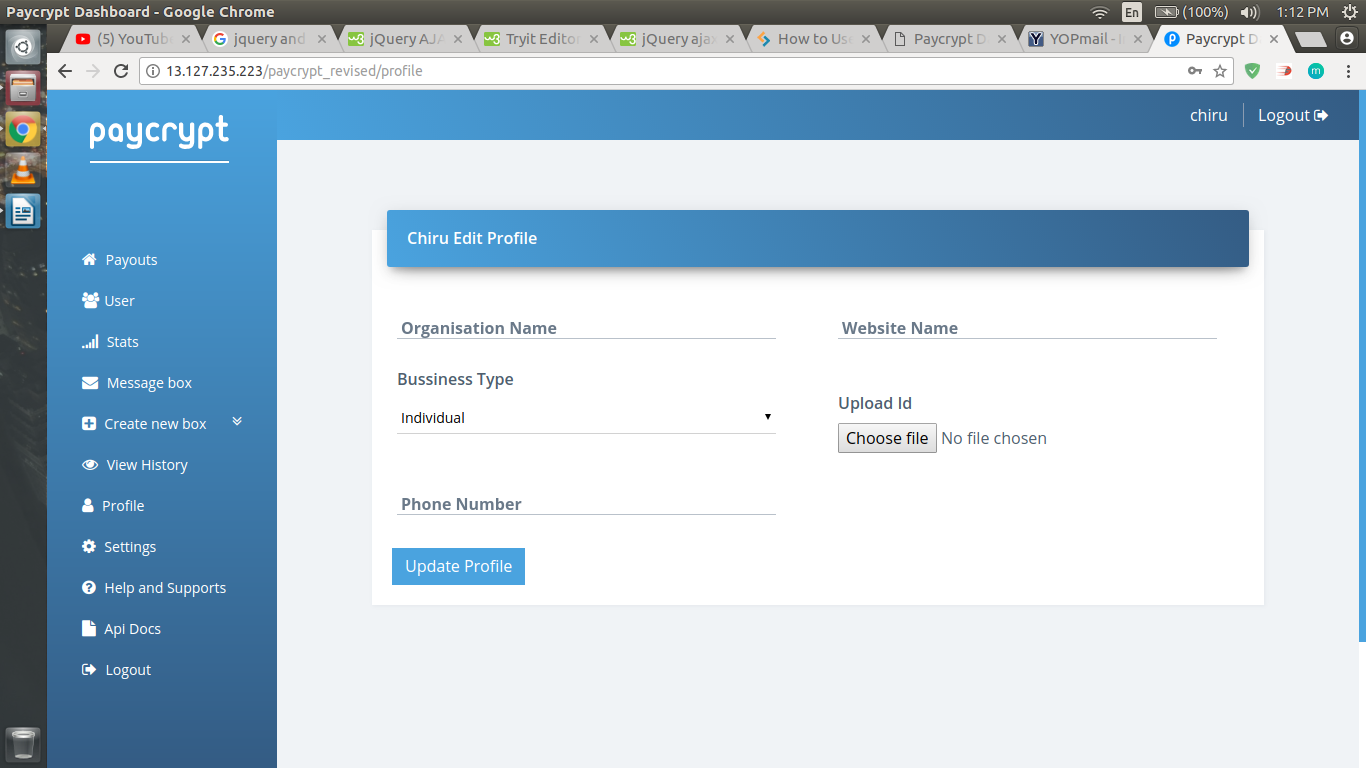 Paycrypt Dashboard - Google Chrome
En (100%) 1:12 PM
(5) YouTube
jquery and
jQuery AJA
Tryit Editor
jQuery ajax
How to Use
Paycrypt D
YOPmail - I
Paycrypt D
13.127.235.223/paycrypt_revised/profile
paycrypt
chiru
Logout
Payouts
User
Stats
Message box
Create new box
View History
Profile
Settings
Help and Supports
Api Docs
Logout
Chiru Edit Profile
Organisation Name
Website Name
Bussiness Type
Individual
Upload Id
Choose file No file chosen
Phone Number
Update Profile